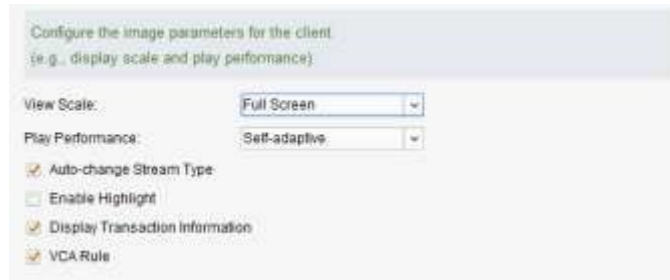 Configure the image parameters for the client
(e.g., display scale and play performance)
View Scale: Full Screen
Play Performance: Self-adaptive
Auto-change Stream Type
Enable Highlight
Display Transaction Information
VCA Rule